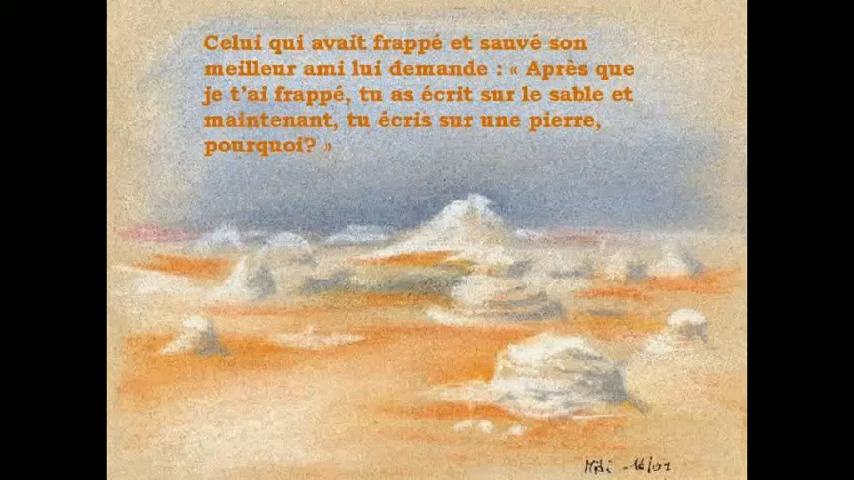 Celui qui avait frappé et sauvé son
meilleur ami lui demande : « Après que
je t'ai frappé, tu as écrit sur le sable et
maintenant, tu écris sur une pierre,
pourquoi? »